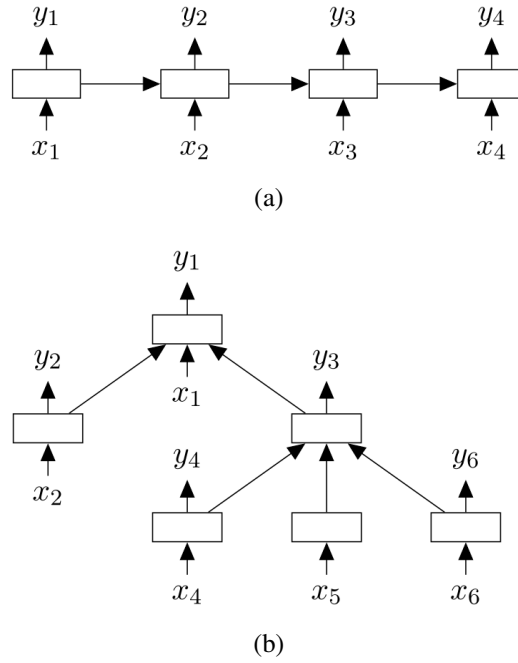 y₁ y₂ y₃ y₄
x₁ x₂ x₃ x₄
(a)
y₁
y₂ x₁ y₃
x₂ y₄ y₆
x₄ x₅ x₆
(b)